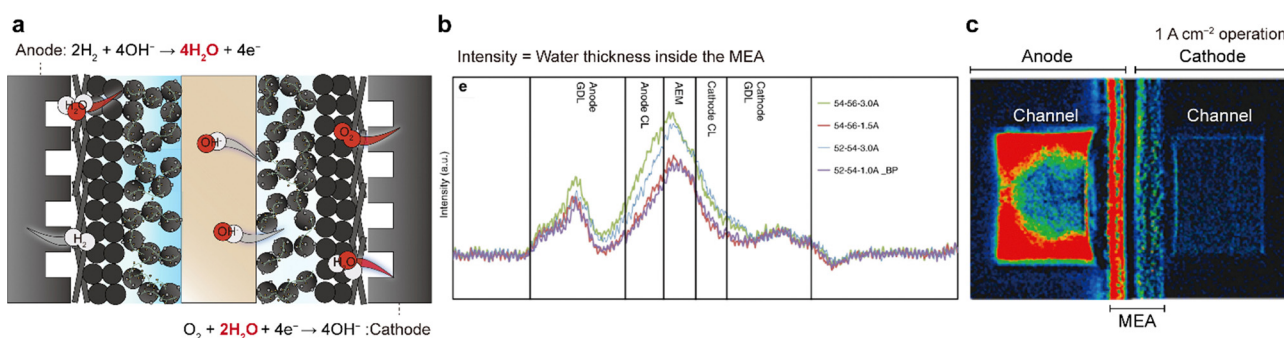 a
Anode: 2H₂ + 4OH⁻ → 4H₂O + 4e⁻
H₂O
OH⁻
O₂
H₂
OH⁻
H₂O
O₂ + 2H₂O + 4e⁻ → 4OH⁻ :Cathode
b
Intensity = Water thickness inside the MEA
e
Anode GDL
Anode CL
AEM
Cathode CL
Cathode GDL
54-56-3.0A
54-56-1.5A
52-54-3.0A
52-54-1.0A _BP
Intensity (a.u.)
c
1 A cm⁻² operation
Anode
Cathode
Channel
Channel
MEA